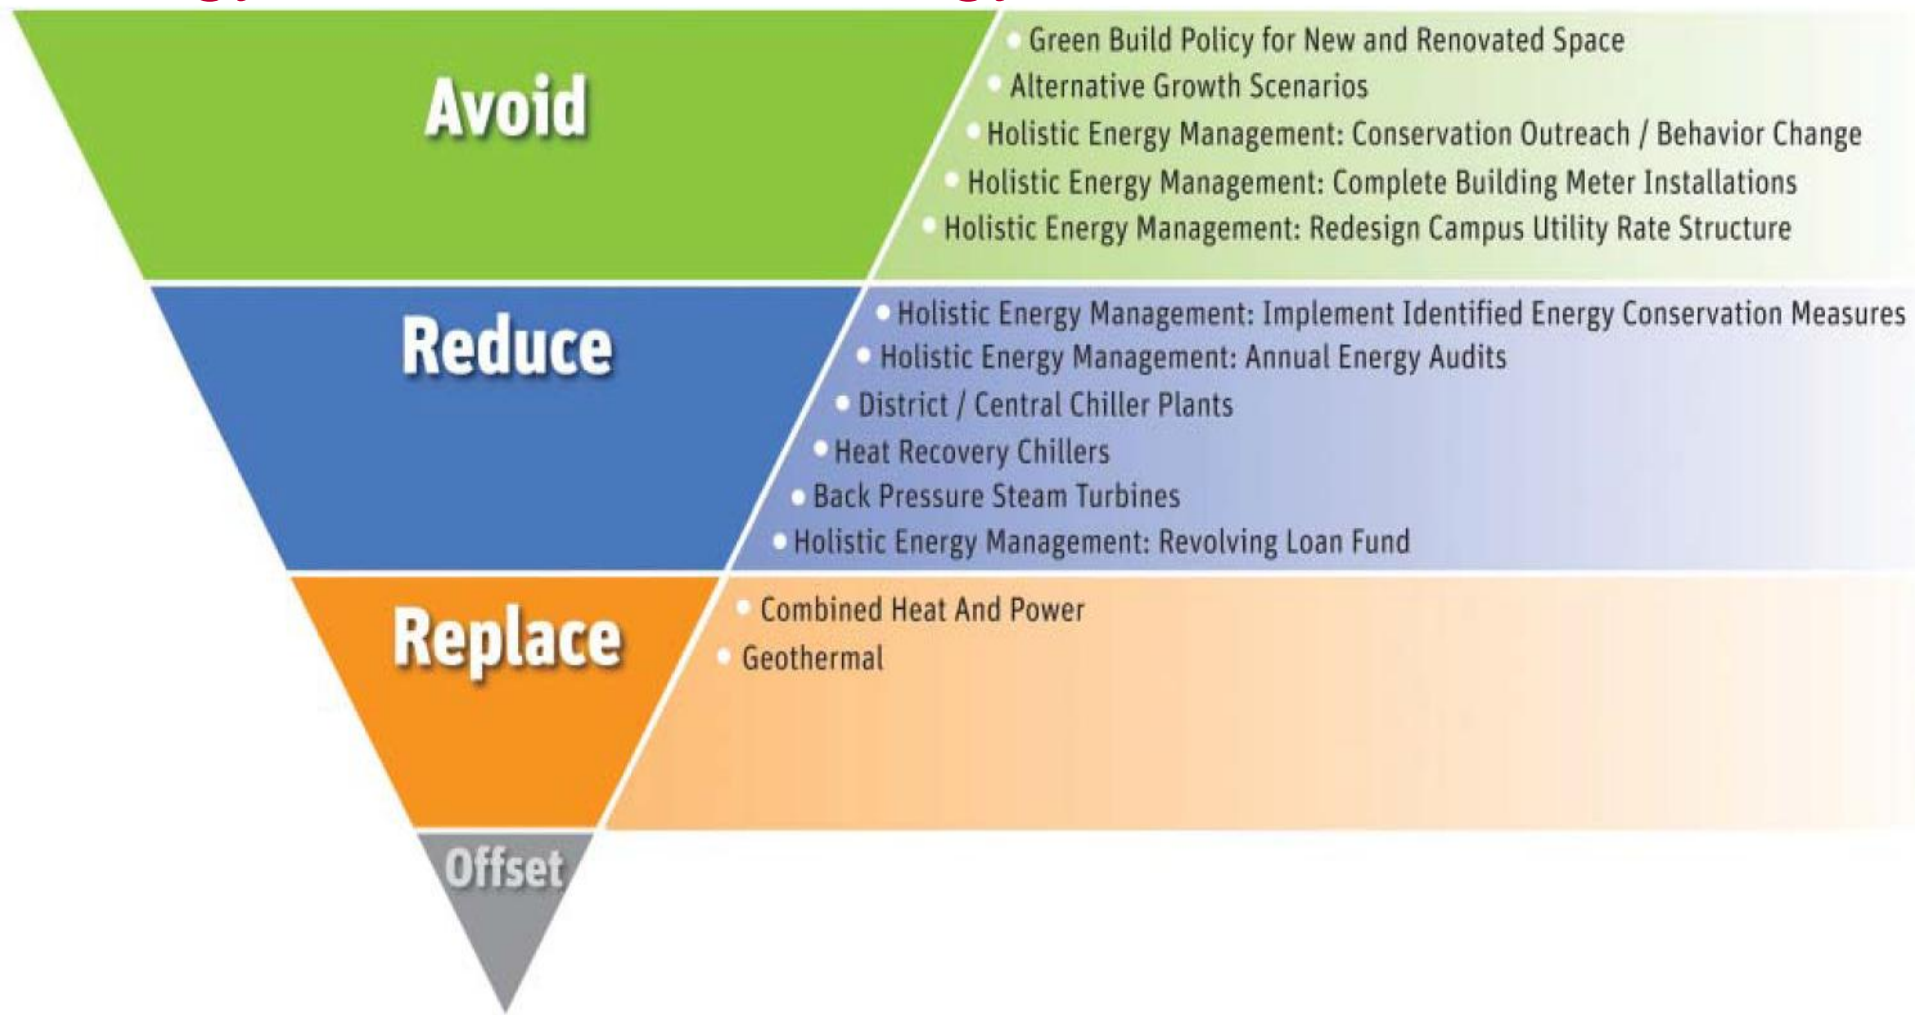 Avoid
• Green Build Policy for New and Renovated Space
• Alternative Growth Scenarios
• Holistic Energy Management: Conservation Outreach / Behavior Change
• Holistic Energy Management: Complete Building Meter Installations
• Holistic Energy Management: Redesign Campus Utility Rate Structure
Reduce
• Holistic Energy Management: Implement Identified Energy Conservation Measures
• Holistic Energy Management: Annual Energy Audits
• District / Central Chiller Plants
• Heat Recovery Chillers
• Back Pressure Steam Turbines
• Holistic Energy Management: Revolving Loan Fund
Replace
• Combined Heat And Power
• Geothermal
Offset